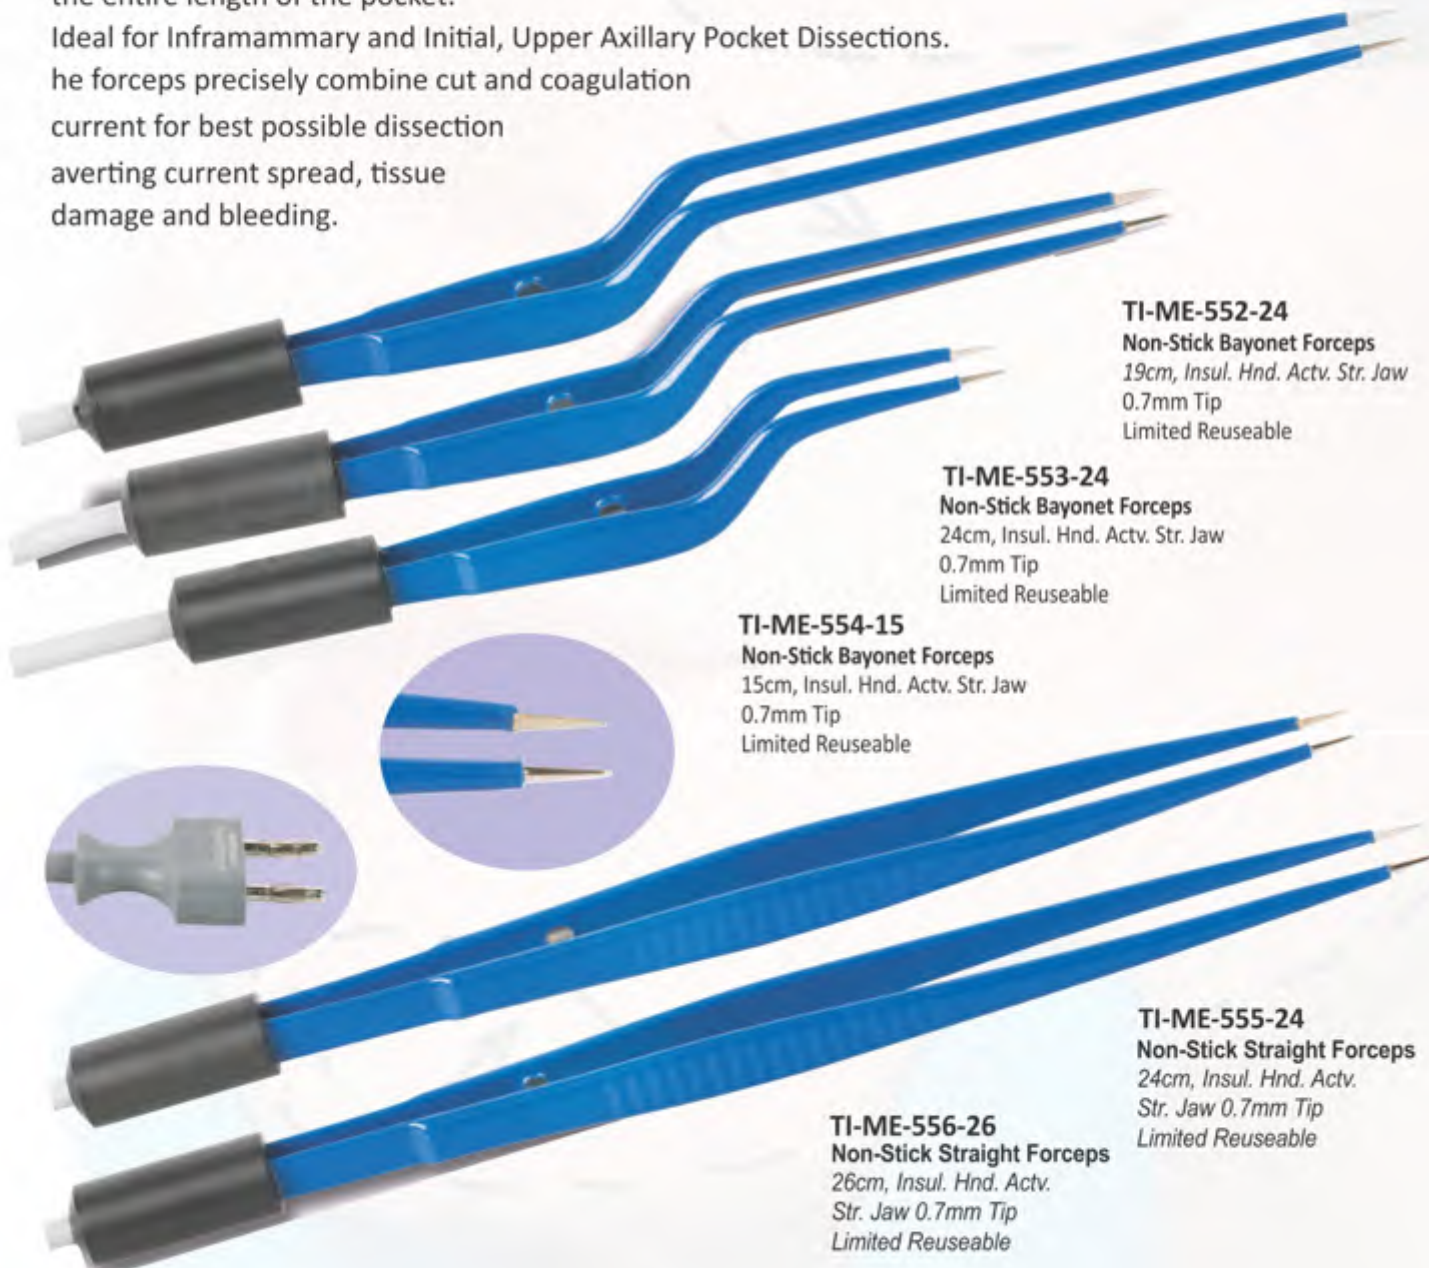 the entire length of the pocket.
Ideal for Inframammary and Initial, Upper Axillary Pocket Dissections.
he forceps precisely combine cut and coagulation
current for best possible dissection
averting current spread, tissue
damage and bleeding.
TI-ME-552-24
Non-Stick Bayonet Forceps
19cm, Insul. Hnd. Actv. Str. Jaw
0.7mm Tip
Limited Reuseable
TI-ME-553-24
Non-Stick Bayonet Forceps
24cm, Insul. Hnd. Actv. Str. Jaw
0.7mm Tip
Limited Reuseable
TI-ME-554-15
Non-Stick Bayonet Forceps
15cm, Insul. Hnd. Actv. Str. Jaw
0.7mm Tip
Limited Reuseable
TI-ME-555-24
Non-Stick Straight Forceps
24cm, Insul. Hnd. Actv.
Str. Jaw 0.7mm Tip
Limited Reuseable
TI-ME-556-26
Non-Stick Straight Forceps
26cm, Insul. Hnd. Actv.
Str. Jaw 0.7mm Tip
Limited Reuseable